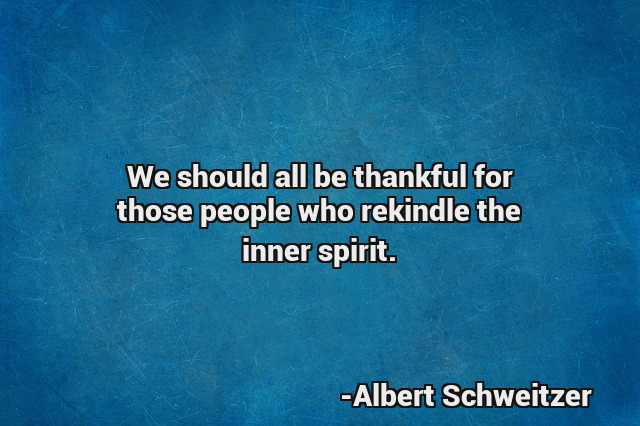 We should all be thankful for
those people who rekindle the
inner spirit.
-Albert Schweitzer